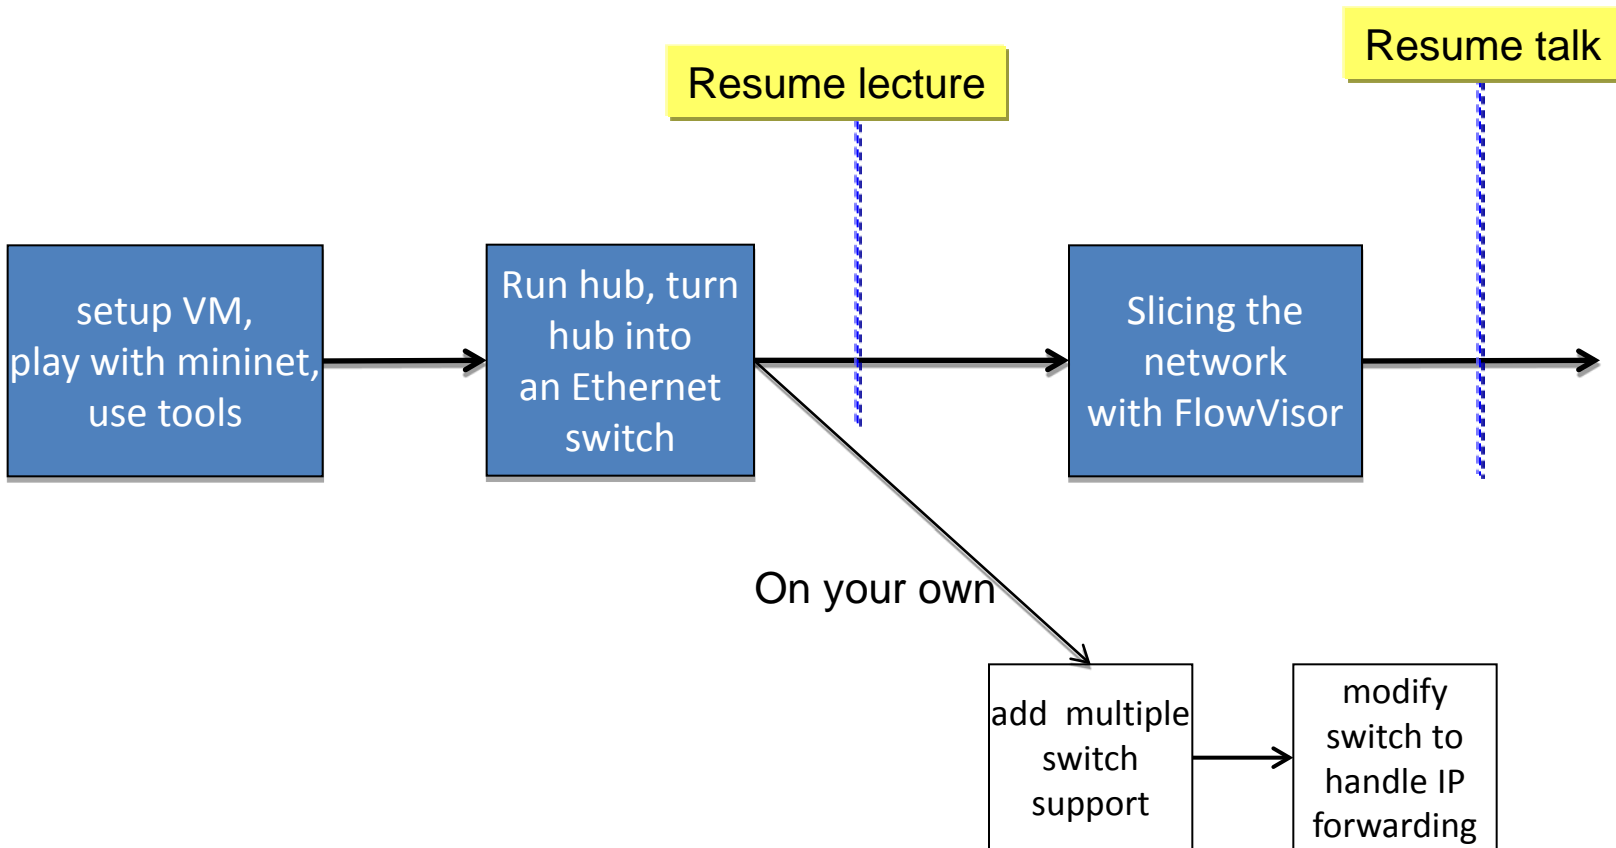 Resume talk
Resume lecture
setup VM,
play with mininet,
use tools
Run hub, turn
hub into
an Ethernet
switch
Slicing the
network
with FlowVisor
On your own
add multiple
switch
support
modify
switch to
handle IP
forwarding